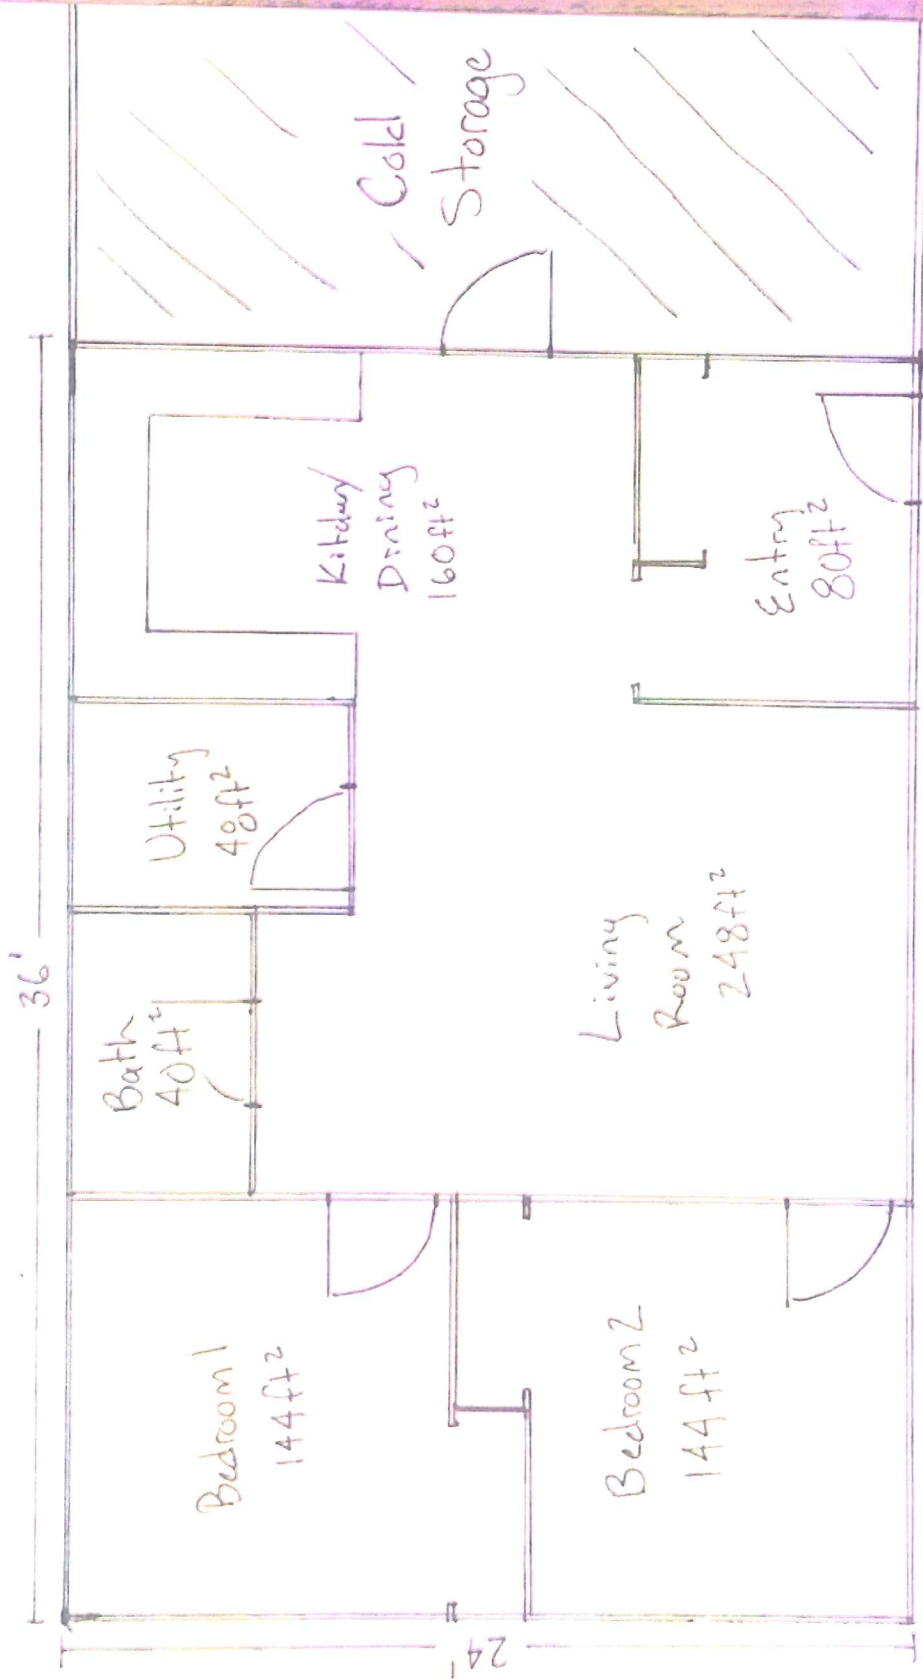 36'
24'
Bedroom 1
144ft²
Bath
40ft²
Utility
48ft²
Kitchen/
Dining
160ft²
Cold
Storage
Bedroom 2
144ft²
Living
Room
248ft²
Entry
80ft²